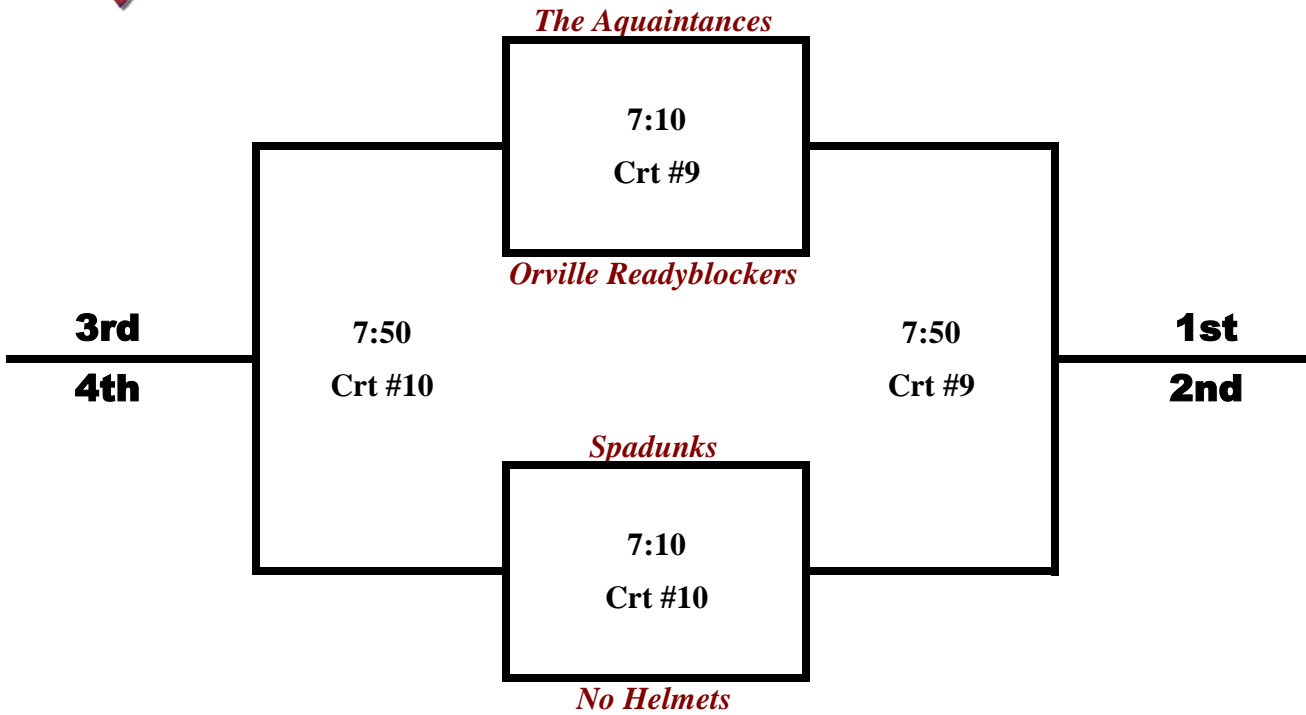 The Aquaintances
7:10
Crt #9
Orville Readyblockers
3rd
4th
7:50
Crt #10
7:50
Crt #9
1st
2nd
Spadunks
7:10
Crt #10
No Helmets